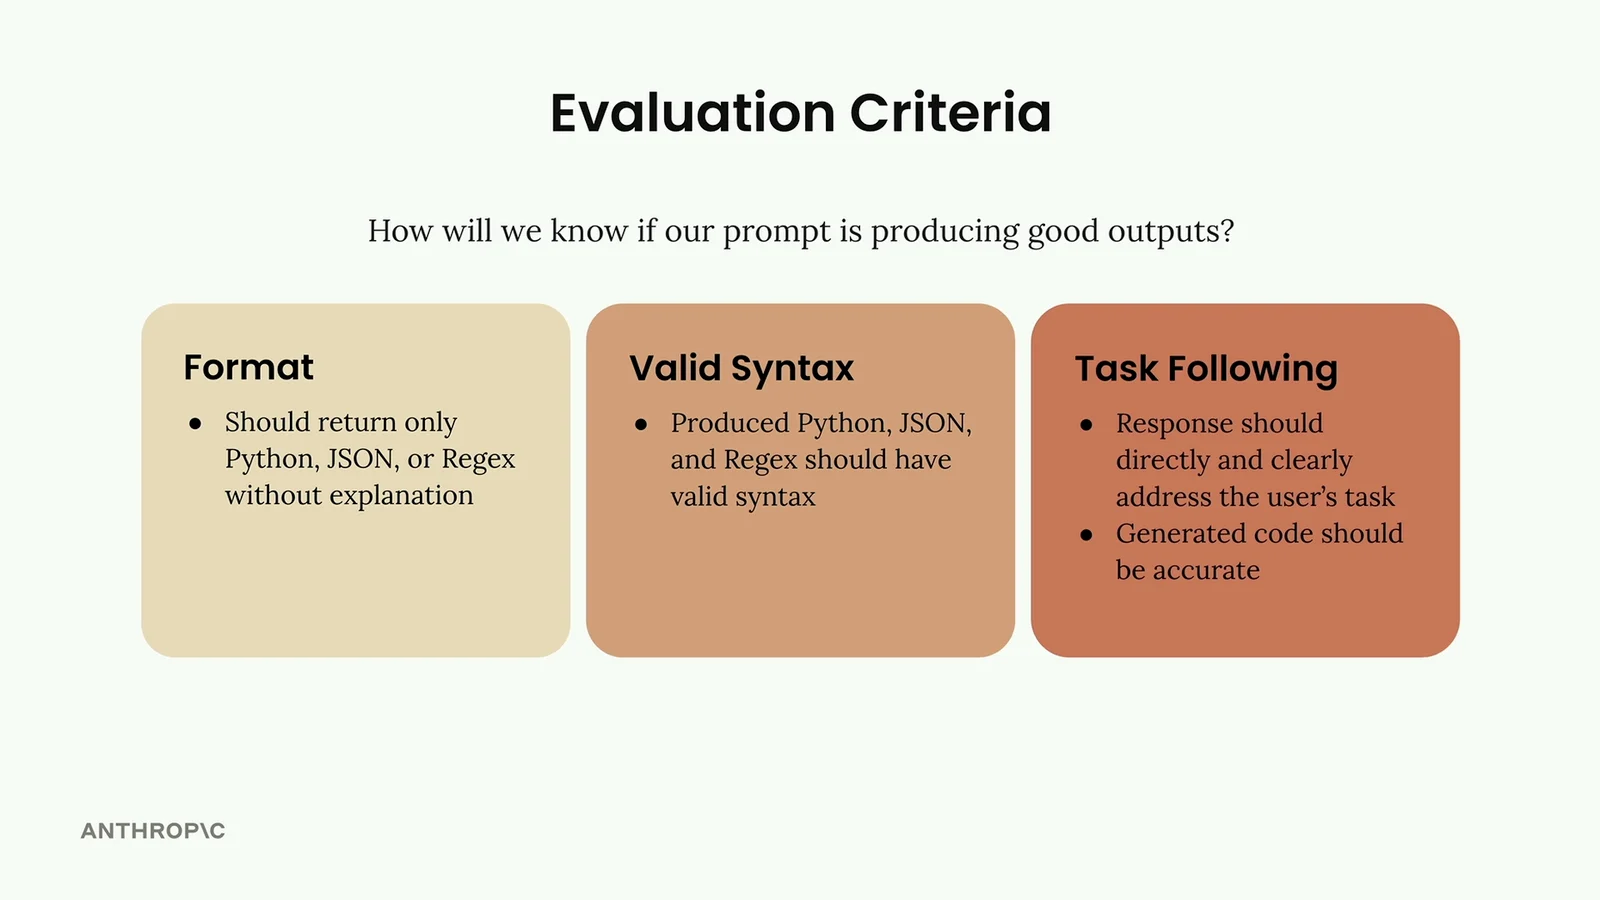 Evaluation Criteria
How will we know if our prompt is producing good outputs?
Format
● Should return only
Python, JSON, or Regex
without explanation
Valid Syntax
● Produced Python, JSON,
and Regex should have
valid syntax
Task Following
● Response should
directly and clearly
address the user’s task
● Generated code should
be accurate
ANTHROP\C